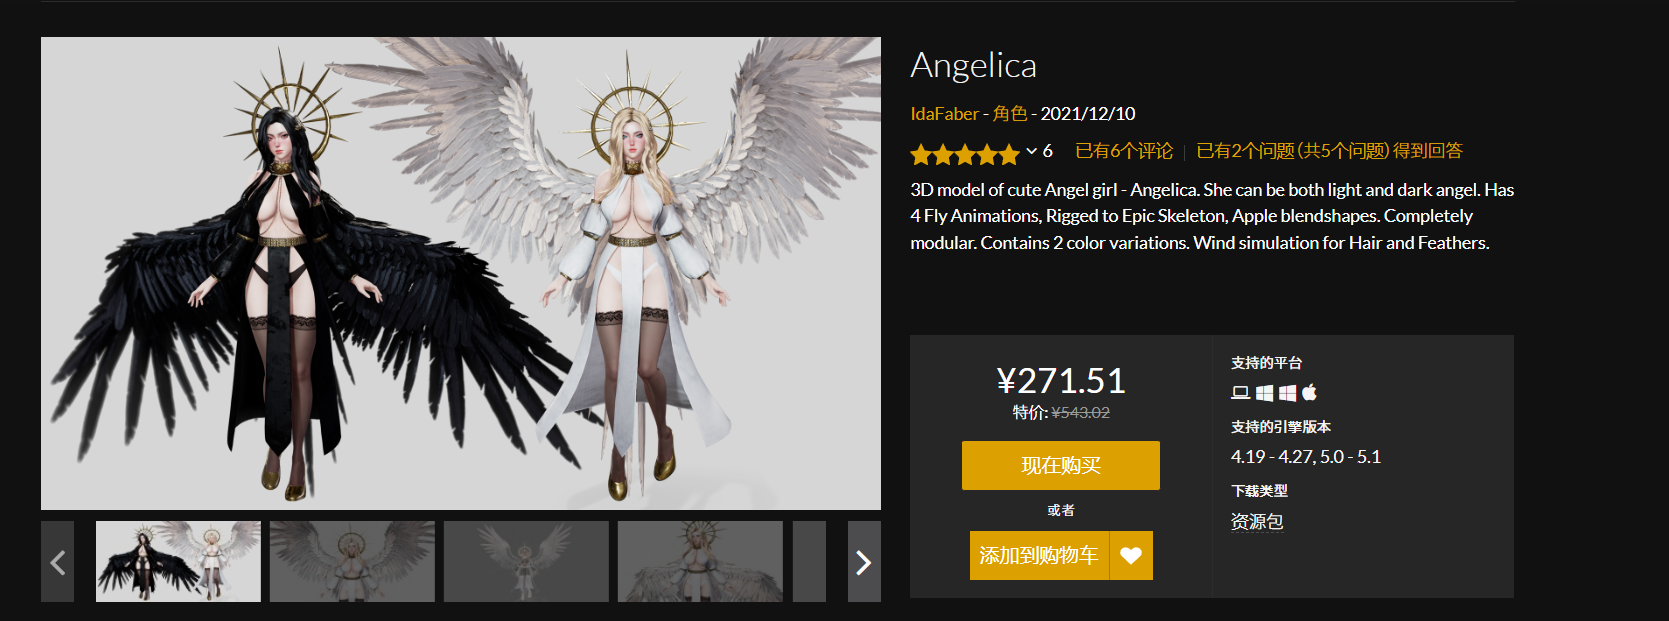 Angelica
IdaFaber - 角色 - 2021/12/10
6 已有6个评论 已有2个问题（共5个问题）得到回答
3D model of cute Angel girl - Angelica. She can be both light and dark angel. Has
4 Fly Animations, Rigged to Epic Skeleton, Apple blendshapes. Completely
modular. Contains 2 color variations. Wind simulation for Hair and Feathers.
¥271.51
特价: ¥543.02
现在购买
或者
添加到购物车
支持的平台
支持的引擎版本
4.19 - 4.27, 5.0 - 5.1
下载类型
资源包